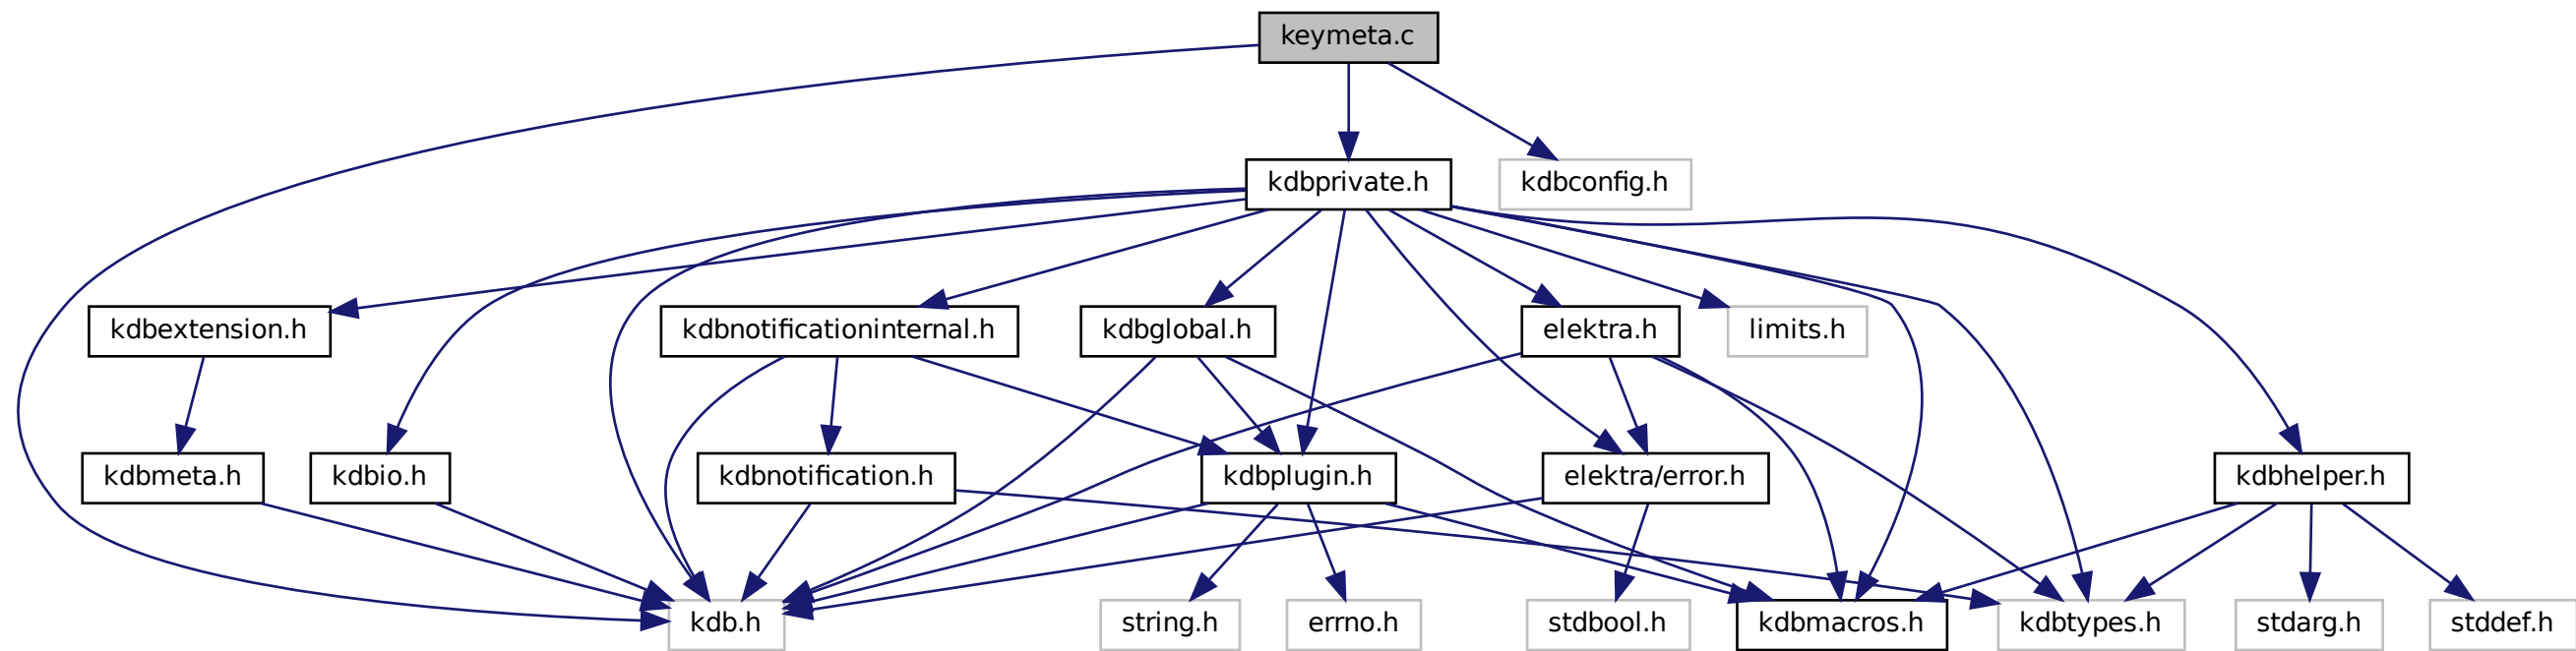 keymeta.c
kdbprivate.h
kdbconfig.h
kdbextension.h
kdbnotificationinternal.h
kdbglobal.h
elektra.h
limits.h
kdbmeta.h
kdbio.h
kdbnotification.h
kdbplugin.h
elektra/error.h
kdbhelper.h
kdb.h
string.h
errno.h
stdbool.h
kdbmacros.h
kdbtypes.h
stdarg.h
stddef.h